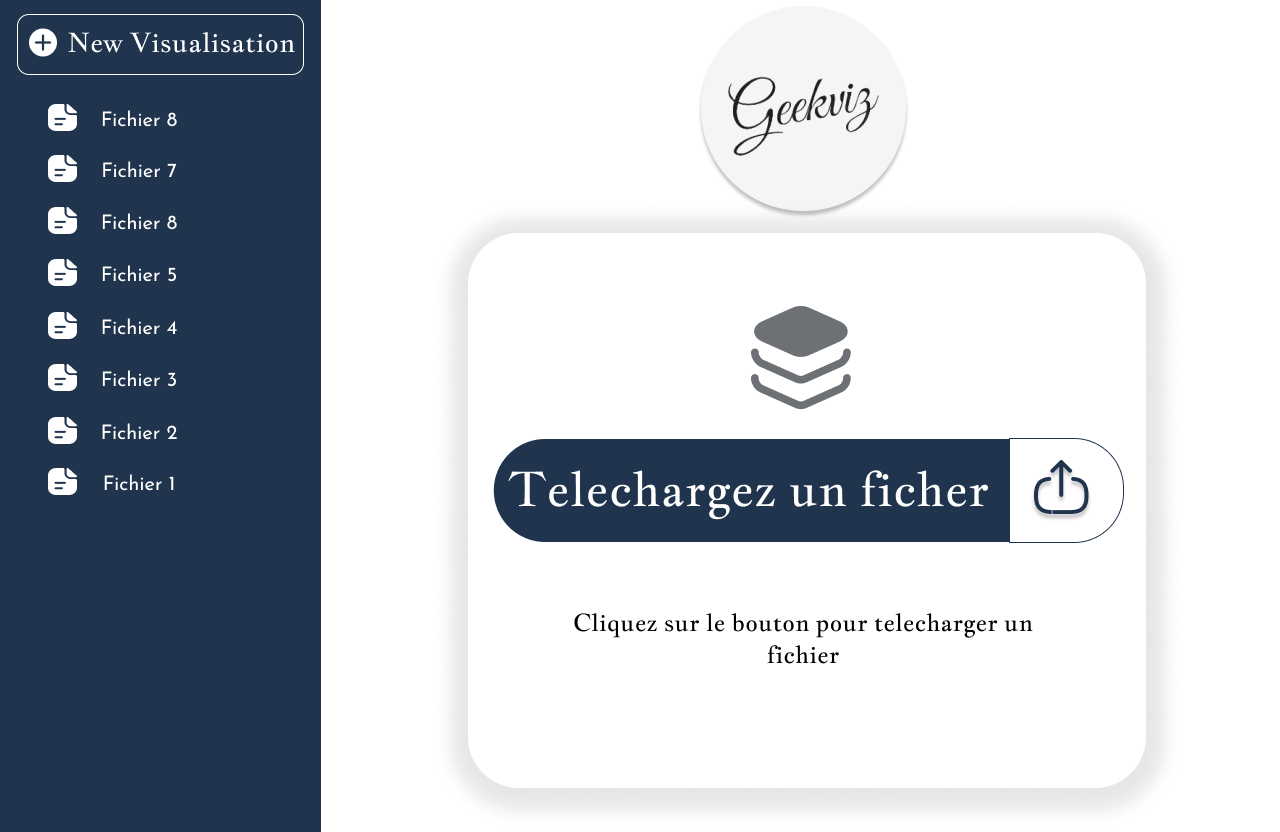 New Visualisation
Fichier 8
Fichier 7
Fichier 8
Fichier 5
Fichier 4
Fichier 3
Fichier 2
Fichier 1
Geekviz
Telechargez un ficher
Cliquez sur le bouton pour telecharger un
fichier